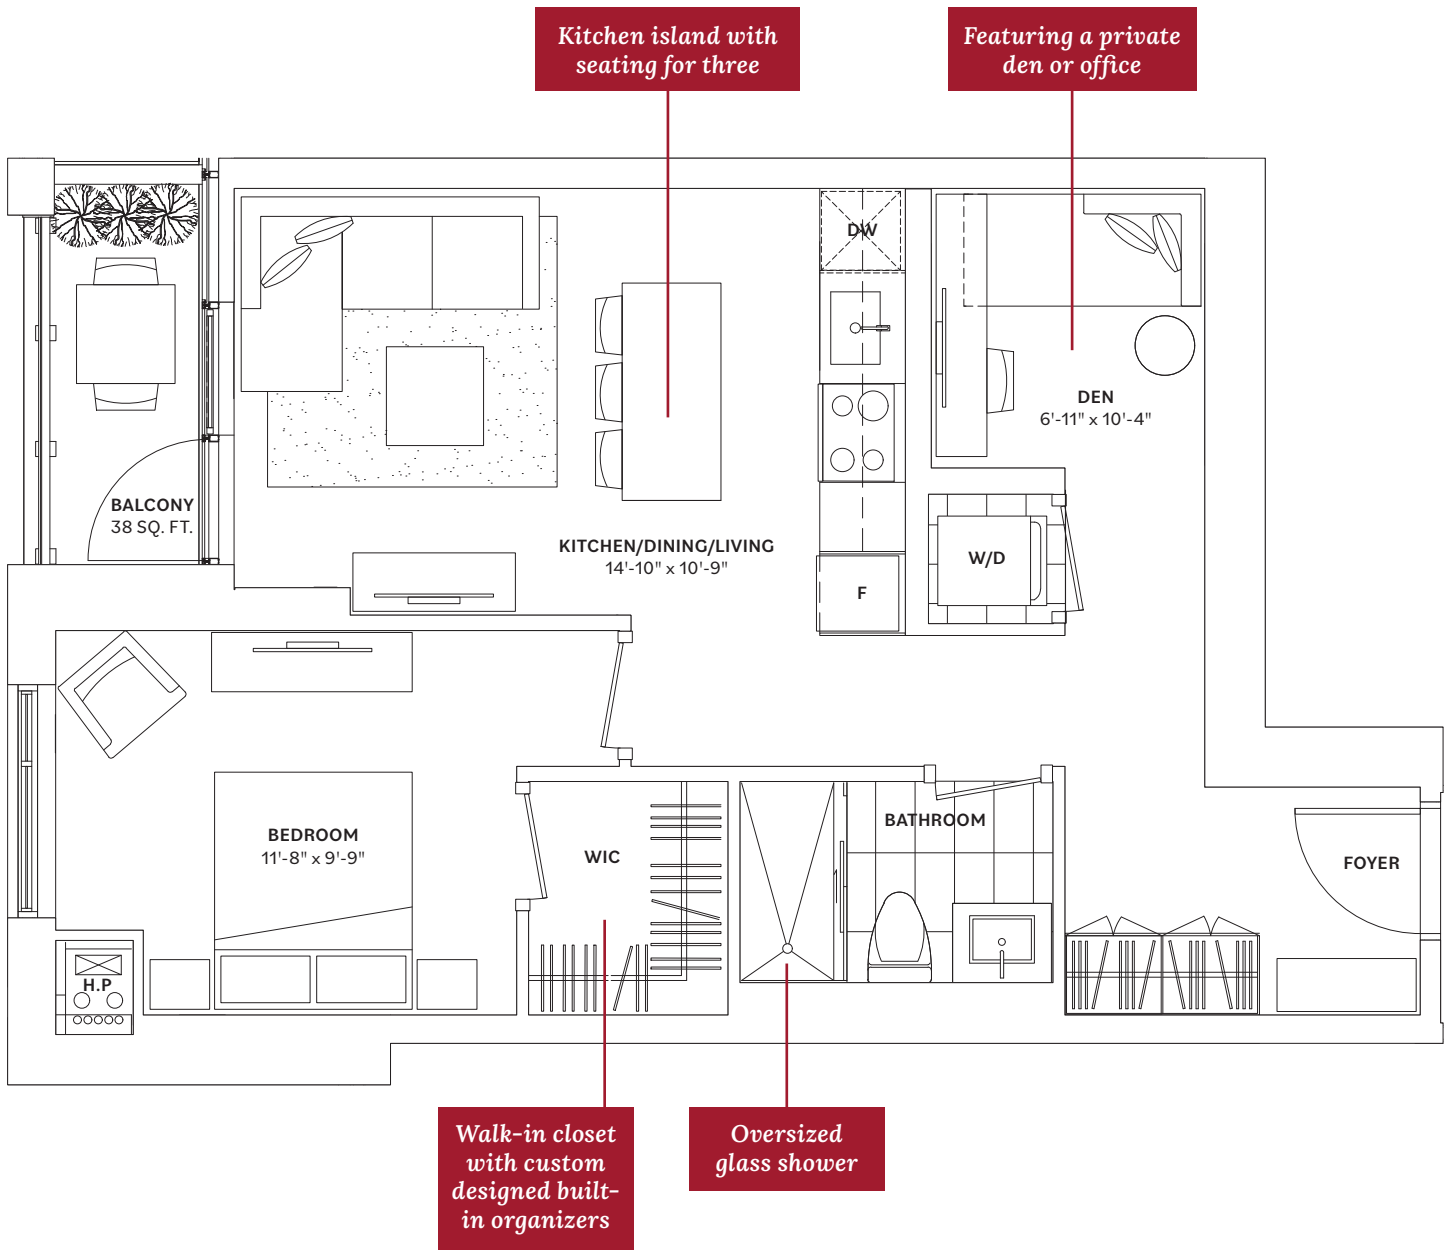 Kitchen island with
seating for three
Featuring a private
den or office
DW
DEN
6'-11" x 10'-4"
BALCONY
38 SQ. FT.
KITCHEN/DINING/LIVING
14'-10" x 10'-9"
W/D
F
BEDROOM
11'-8" x 9'-9"
WIC
BATHROOM
FOYER
H.P
Walk-in closet
with custom
designed built-
in organizers
Oversized
glass shower